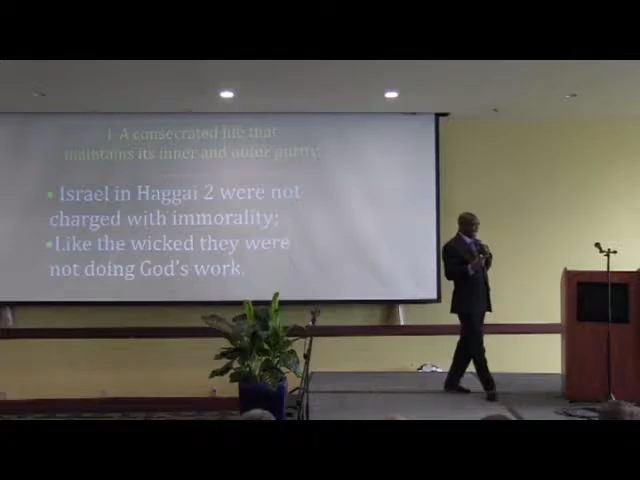 1. A consecrated life that
maintains its inner and outer purity;
• Israel in Haggai 2 were not
charged with immorality;
•Like the wicked they were
not doing God's work.